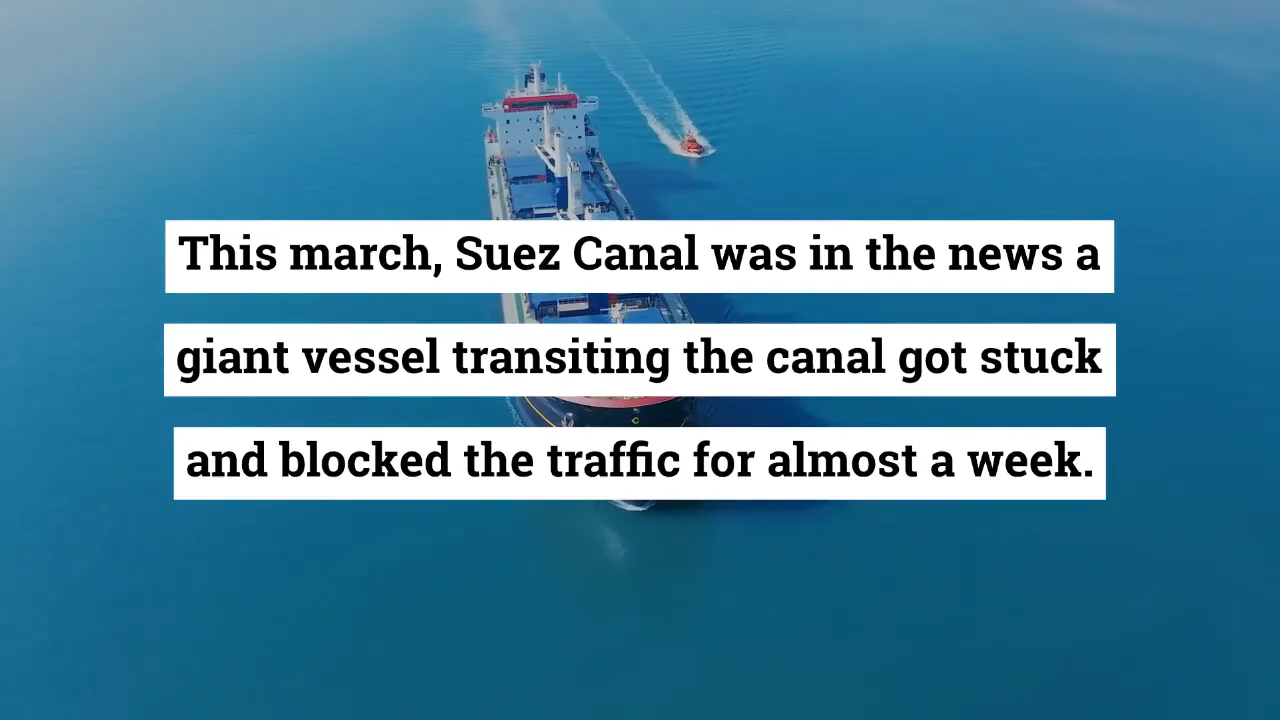 This march, Suez Canal was in the news a
giant vessel transiting the canal got stuck
and blocked the traffic for almost a week.